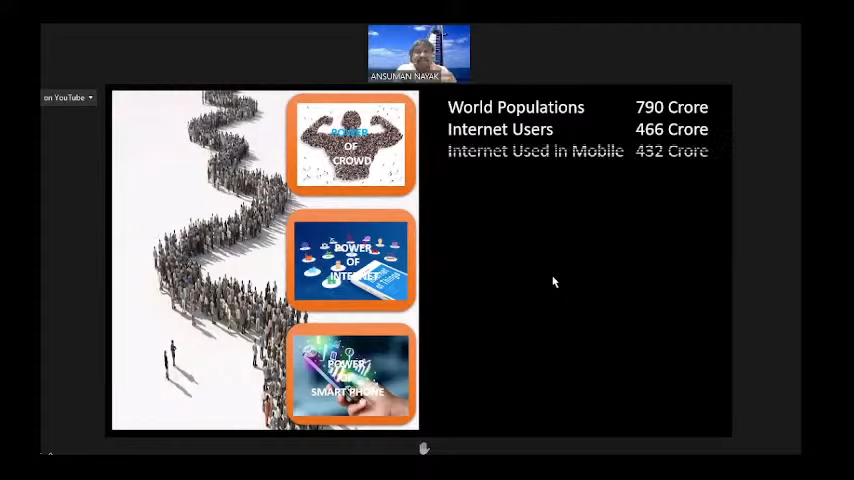 ANSUMAN NAYAK
on YouTube
POWER
OF
CROWD
POWER
OF
INTERNET
POWER
OF
SMART PHONE
World Populations 790 Crore
Internet Users 466 Crore
Internet Used in Mobile 432 Crore